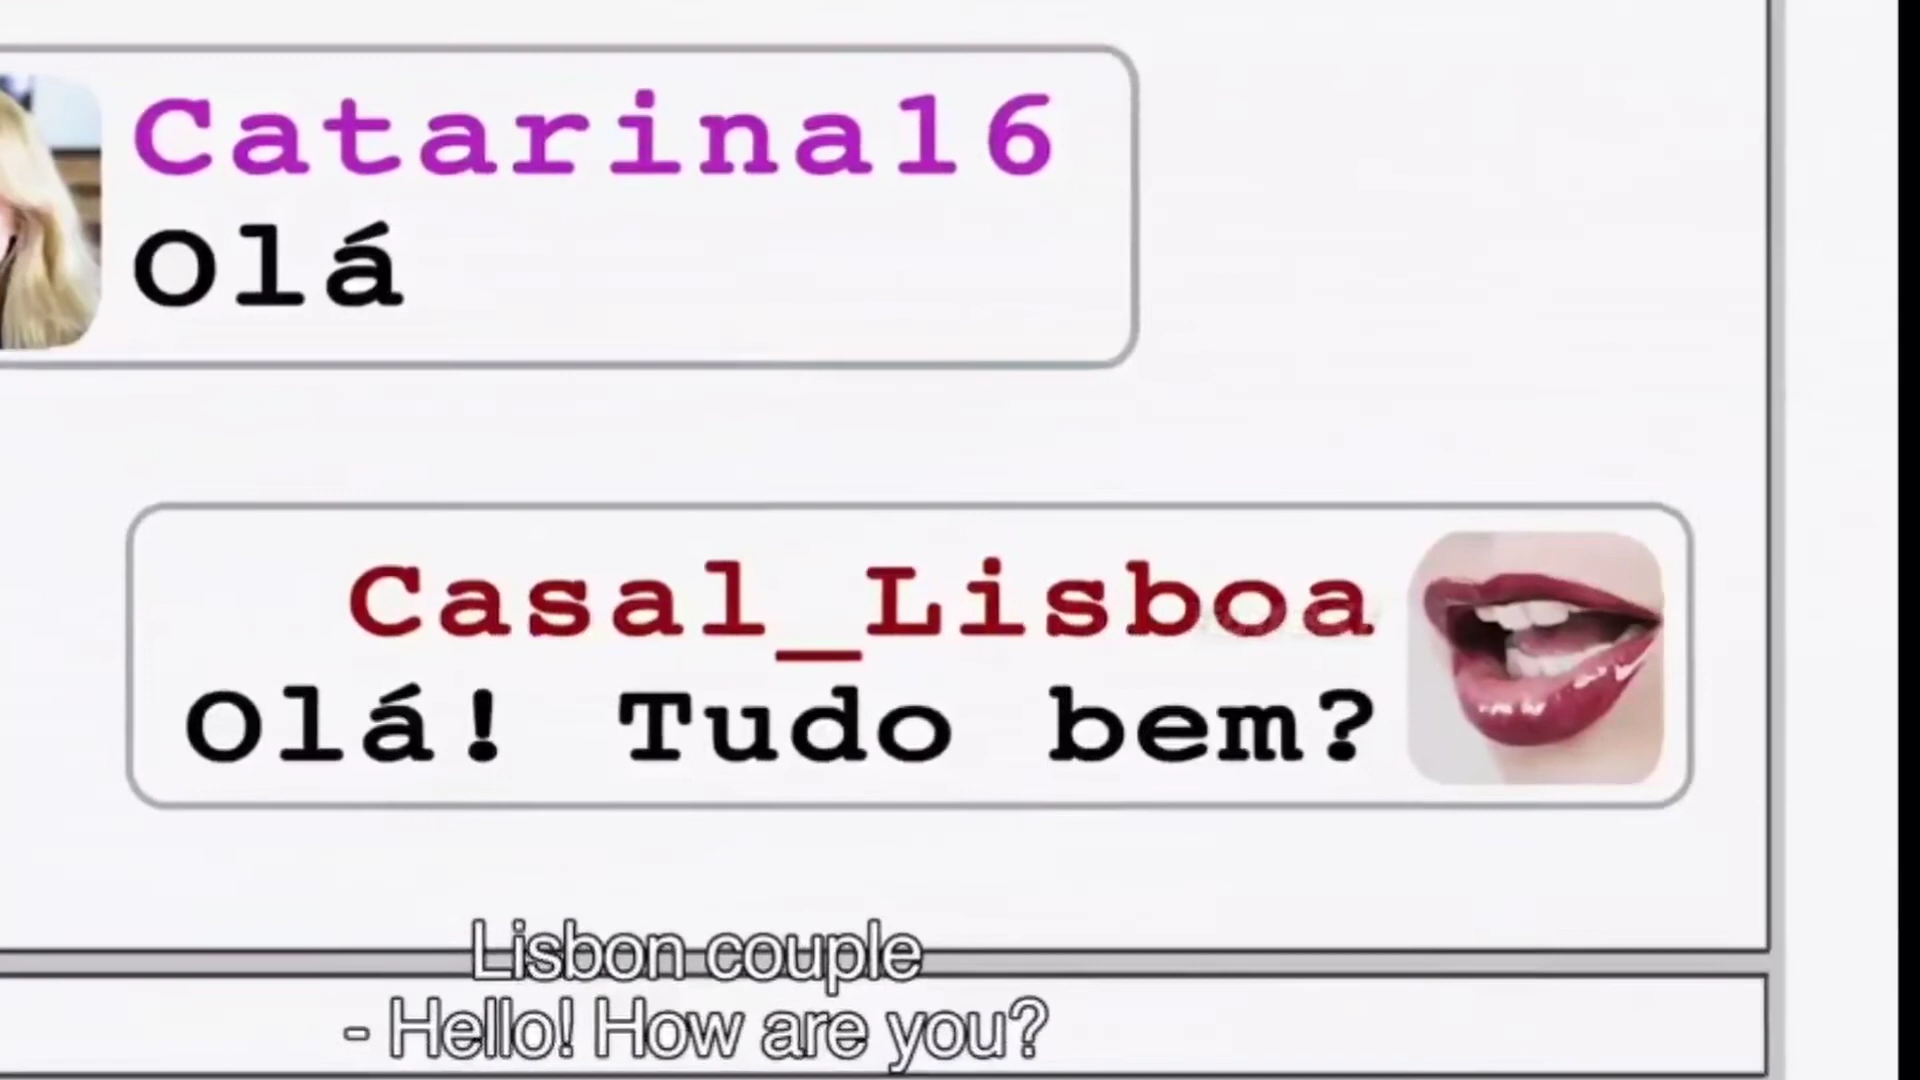 Catarina16
Olá
Casal_Lisboa
Olá! Tudo bem?
Lisbon couple
- Hello! How are you?